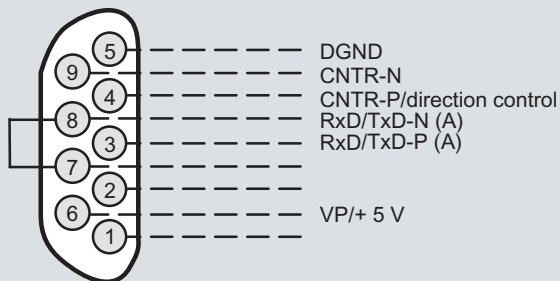 5 DGND
9 CNTR-N
4 CNTR-P/direction control
8 RxD/TxD-N (A)
3 RxD/TxD-P (A)
7
2
6 VP/+ 5 V
1